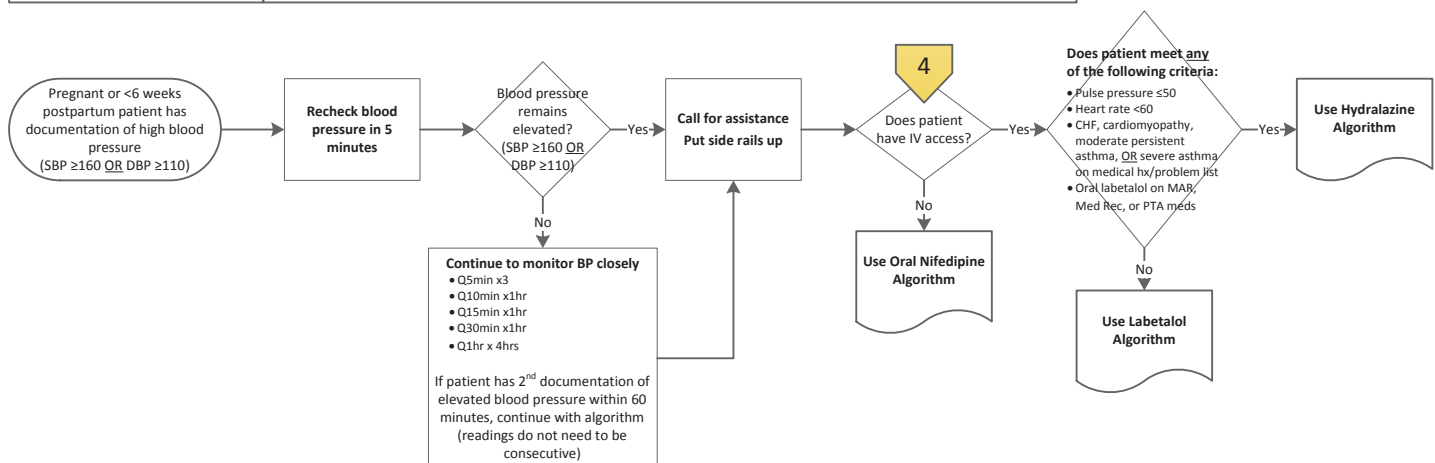 Pregnant or <6 weeks
postpartum patient has
documentation of high blood
pressure
(SBP ≥160 OR DBP ≥110)
Recheck blood
pressure in 5
minutes
Blood pressure
remains
elevated?
(SBP ≥160 OR
DBP ≥110)
Yes
No
Continue to monitor BP closely
• Q5min x3
• Q10min x1hr
• Q15min x1hr
• Q30min x1hr
• Q1hr x 4hrs
If patient has 2nd documentation of
elevated blood pressure within 60
minutes, continue with algorithm
(readings do not need to be
consecutive)
Call for assistance
Put side rails up
4
Does patient
have IV access?
Yes
No
Use Oral Nifedipine
Algorithm
Does patient meet any
of the following criteria:
• Pulse pressure ≤50
• Heart rate <60
• CHF, cardiomyopathy,
moderate persistent
asthma, OR severe asthma
on medical hx/problem list
• Oral labetalol on MAR,
Med Rec, or PTA meds
Yes
No
Use Hydralazine
Algorithm
Use Labetalol
Algorithm